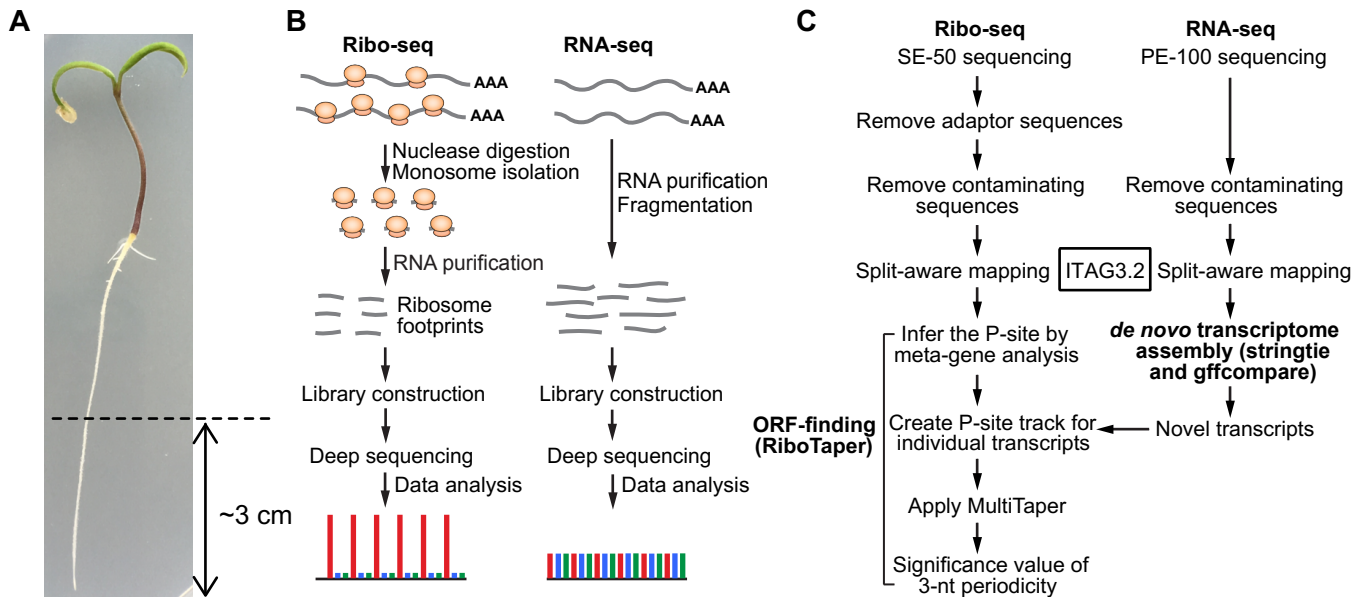 A
~3 cm
B
Ribo-seq
AAA
AAA
Nuclease digestion
Monosome isolation
RNA purification
Ribosome
footprints
Library construction
Deep sequencing
Data analysis
RNA-seq
AAA
AAA
RNA purification
Fragmentation
Library construction
Deep sequencing
Data analysis
C
Ribo-seq
SE-50 sequencing
Remove adaptor sequences
Remove contaminating
sequences
Split-aware mapping
ITAG3.2
ORF-finding
(RiboTaper)
Infer the P-site by
meta-gene analysis
Create P-site track for
individual transcripts
Apply MultiTaper
Significance value of
3-nt periodicity
RNA-seq
PE-100 sequencing
Remove contaminating
sequences
Split-aware mapping
de novo transcriptome
assembly (stringtie
and gffcompare)
Novel transcripts